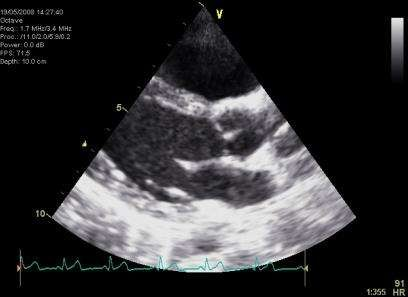 19/05/2008 14:27:40
Octave
Freq.: 1.7 MHz/3.4 MHz
Proc.: /11.0/2.0/5.8/0.2
Power: 0.0 dB
FPS: 71.5
Depth: 10.0 cm
V
5
10
91
1:355 HR